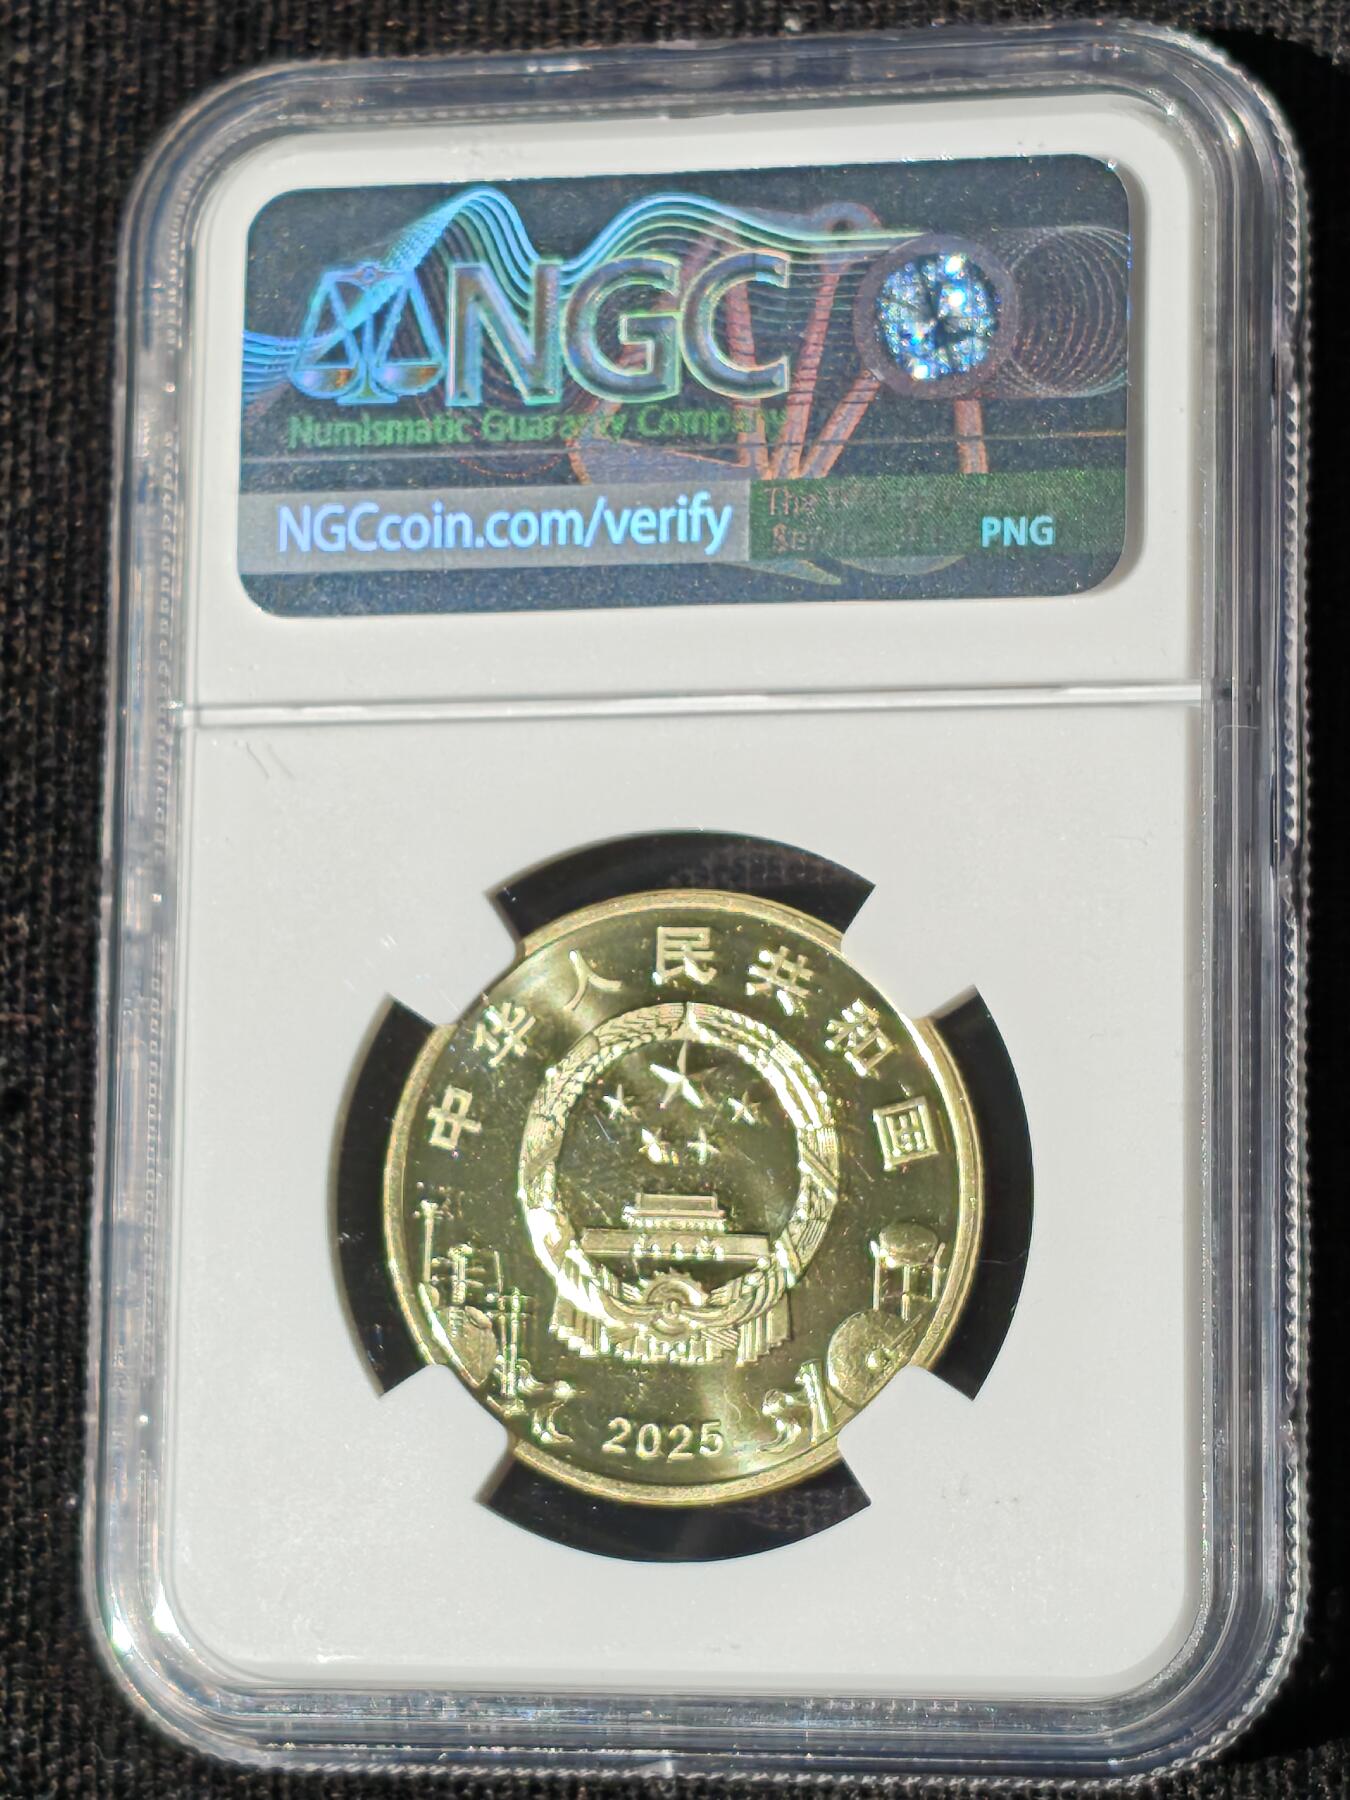 NGC
Numismatic Guaranty Company
NGCcoin.com/verify
PNG
中华人民共和国
2025